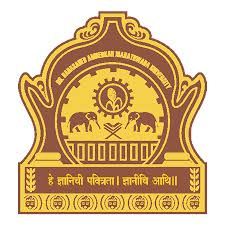 DR. BABASAHEB AMBEDKAR MARATHWADA UNIVERSITY
हे ज्ञानियी पवित्रता । ज्ञानीचि आथि॥